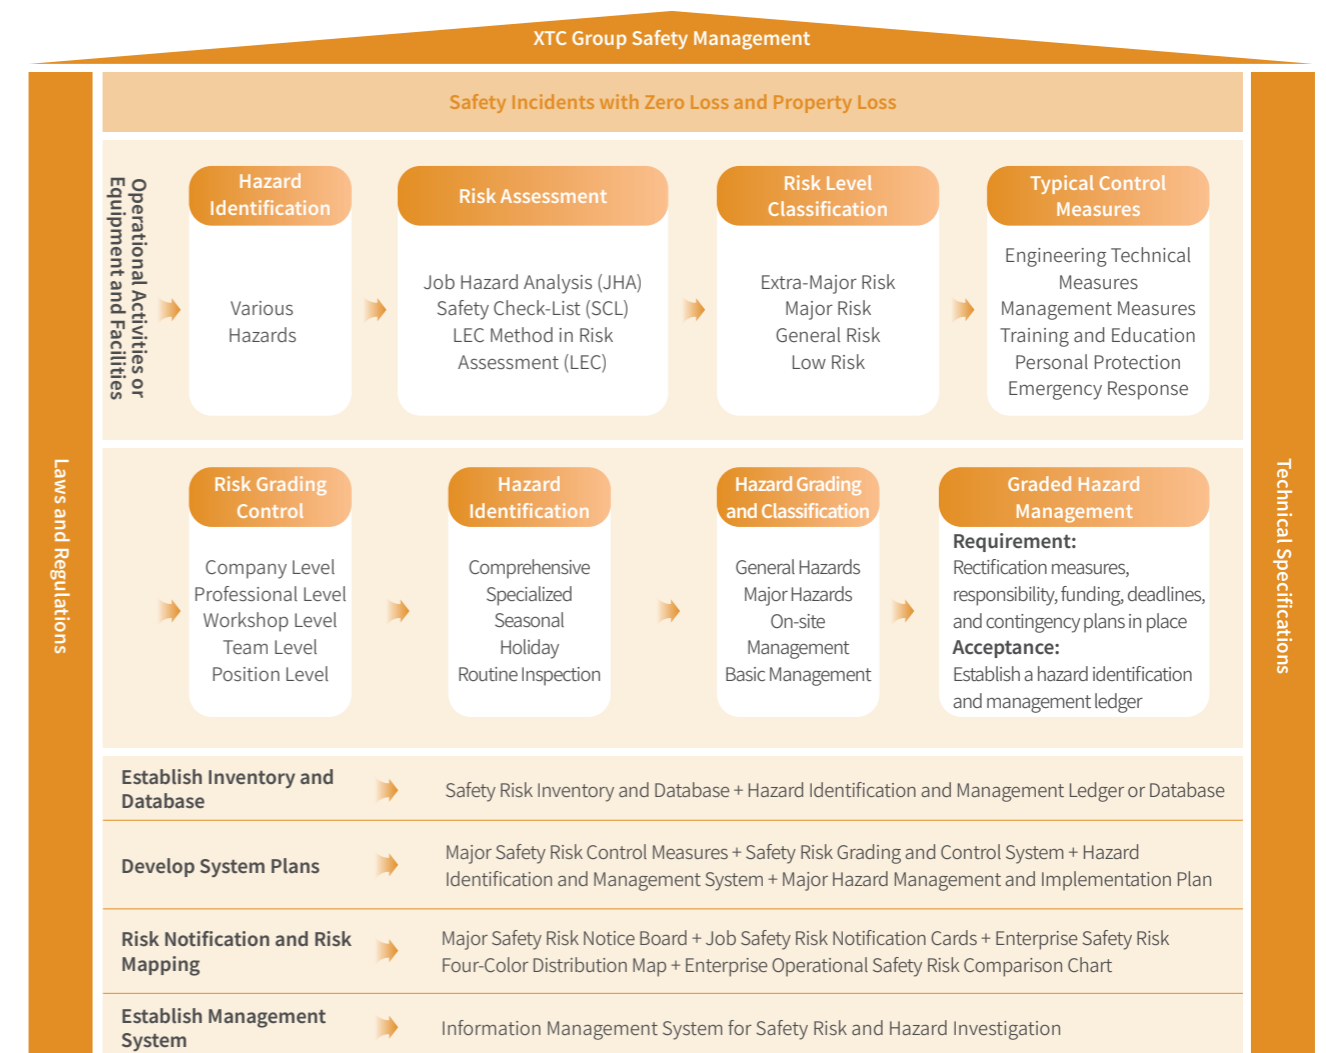 XTC Group Safety Management
Safety Incidents with Zero Loss and Property Loss
Laws and Regulations
Technical Specifications
Operational Activities or
Equipment and Facilities
Hazard
Identification
Various
Hazards
Risk Assessment
Job Hazard Analysis (JHA)
Safety Check-List (SCL)
LEC Method in Risk
Assessment (LEC)
Risk Level
Classification
Extra-Major Risk
Major Risk
General Risk
Low Risk
Typical Control
Measures
Engineering Technical
Measures
Management Measures
Training and Education
Personal Protection
Emergency Response
Risk Grading
Control
Company Level
Professional Level
Workshop Level
Team Level
Position Level
Hazard
Identification
Comprehensive
Specialized
Seasonal
Holiday
Routine Inspection
Hazard Grading
and Classification
General Hazards
Major Hazards
On-site
Management
Basic Management
Graded Hazard
Management
Requirement:
Rectification measures,
responsibility, funding, deadlines,
and contingency plans in place
Acceptance:
Establish a hazard identification
and management ledger
Establish Inventory and
Database
Safety Risk Inventory and Database + Hazard Identification and Management Ledger or Database
Develop System Plans
Major Safety Risk Control Measures + Safety Risk Grading and Control System + Hazard
Identification and Management System + Major Hazard Management and Implementation Plan
Risk Notification and Risk
Mapping
Major Safety Risk Notice Board + Job Safety Risk Notification Cards + Enterprise Safety Risk
Four-Color Distribution Map + Enterprise Operational Safety Risk Comparison Chart
Establish Management
System
Information Management System for Safety Risk and Hazard Investigation